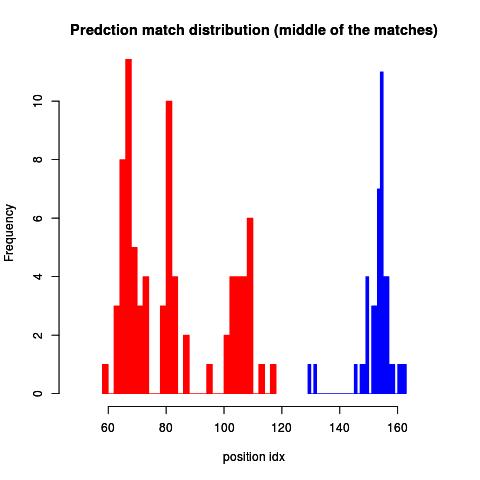 Predction match distribution (middle of the matches)
Frequency
10
8
6
4
2
0
60 80 100 120 140 160
position idx